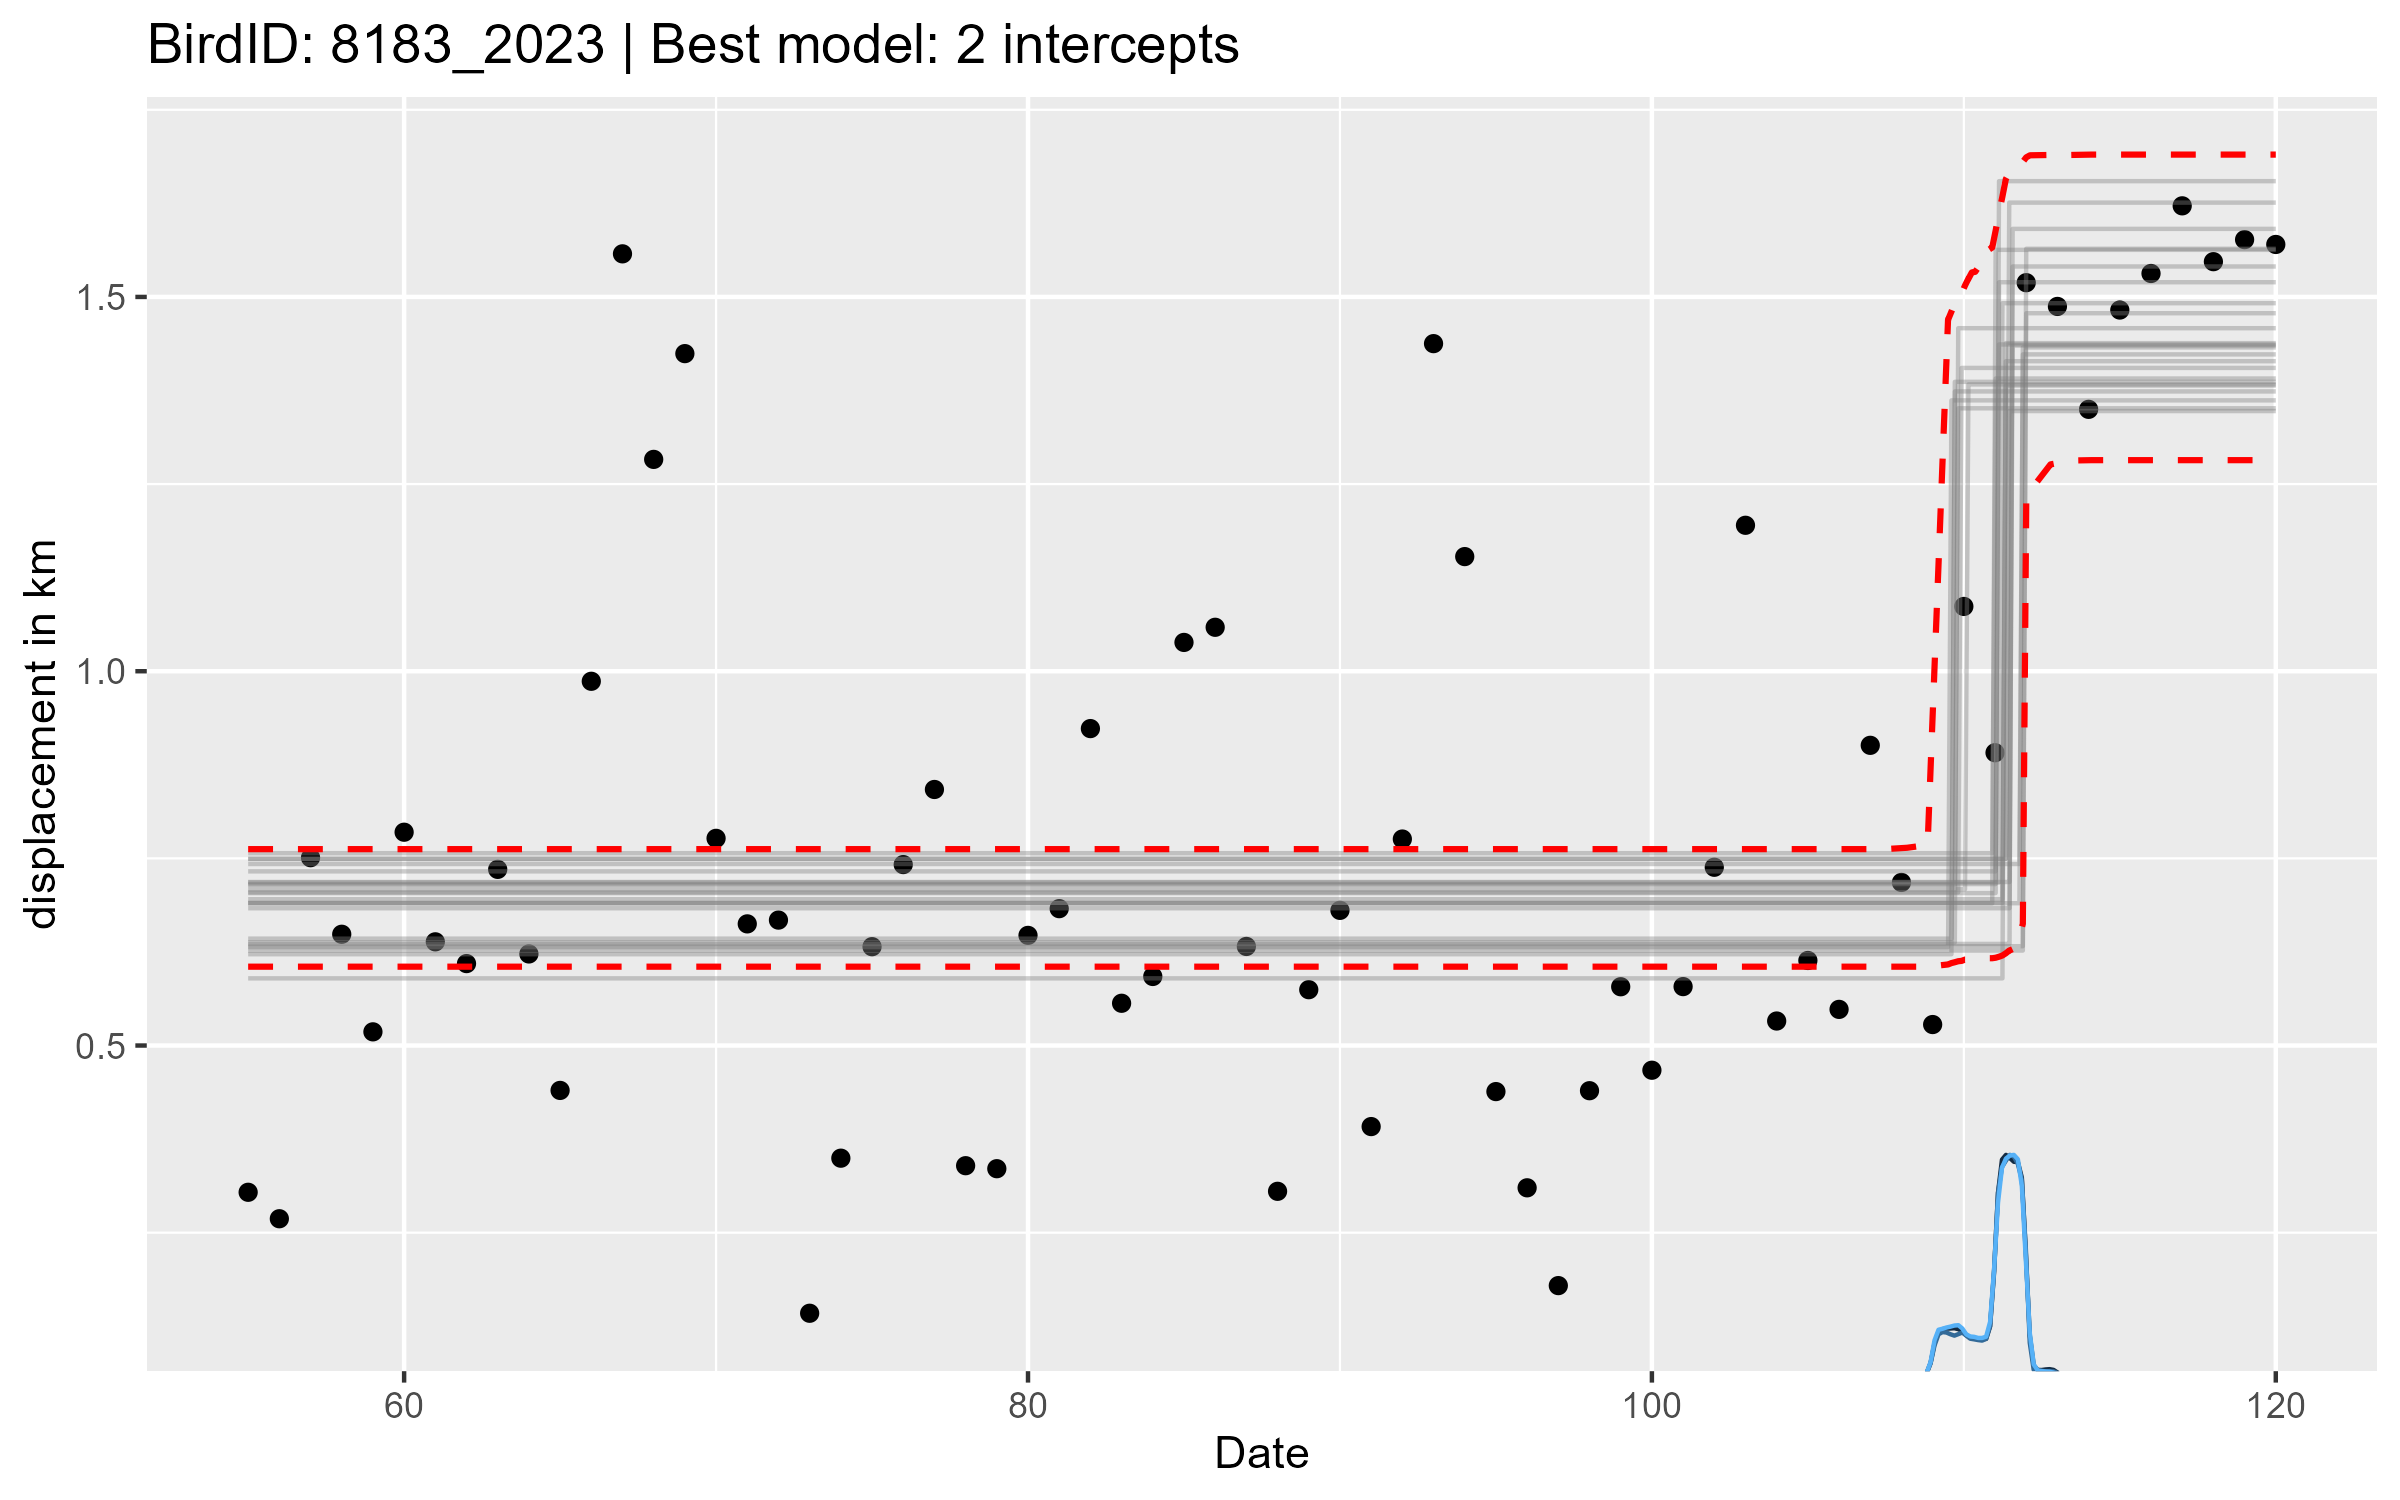 BirdID: 8183_2023 | Best model: 2 intercepts
displacement in km
1.5
1.0
0.5
60
80
100
120
Date